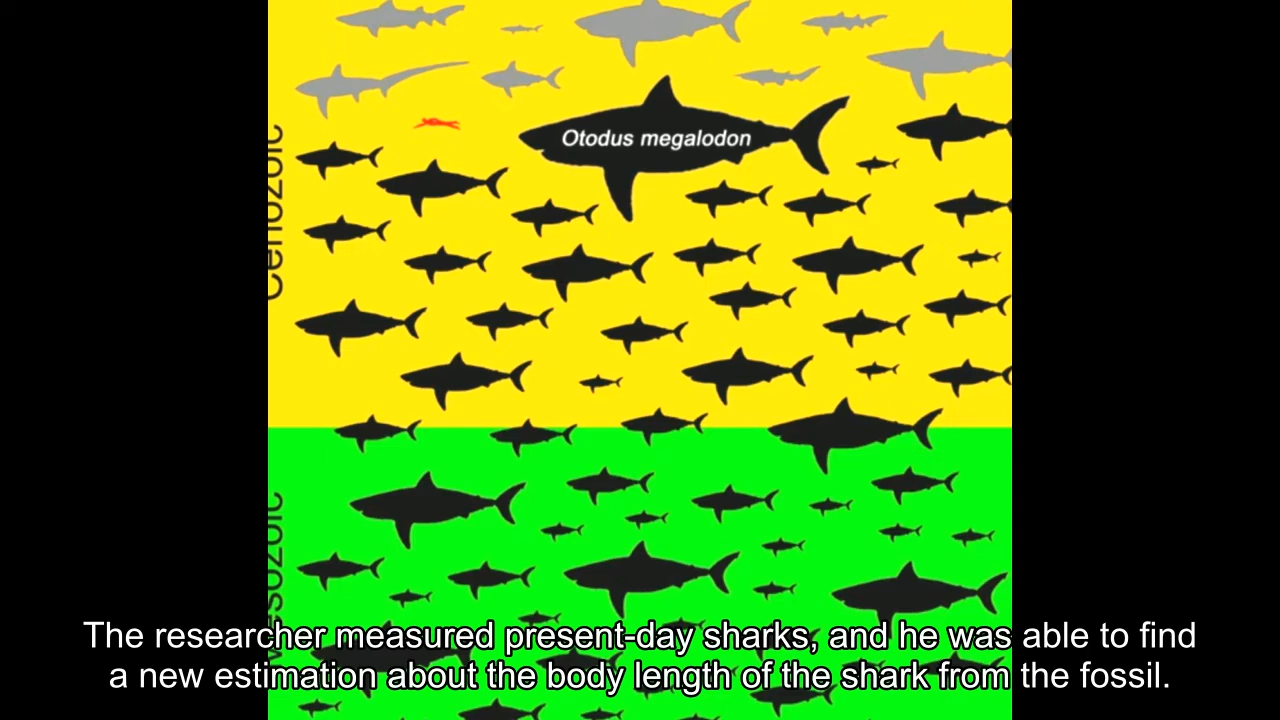 Otodus megalodon
Cenozoic
The researcher measured present-day sharks, and he was able to find
a new estimation about the body length of the shark from the fossil.